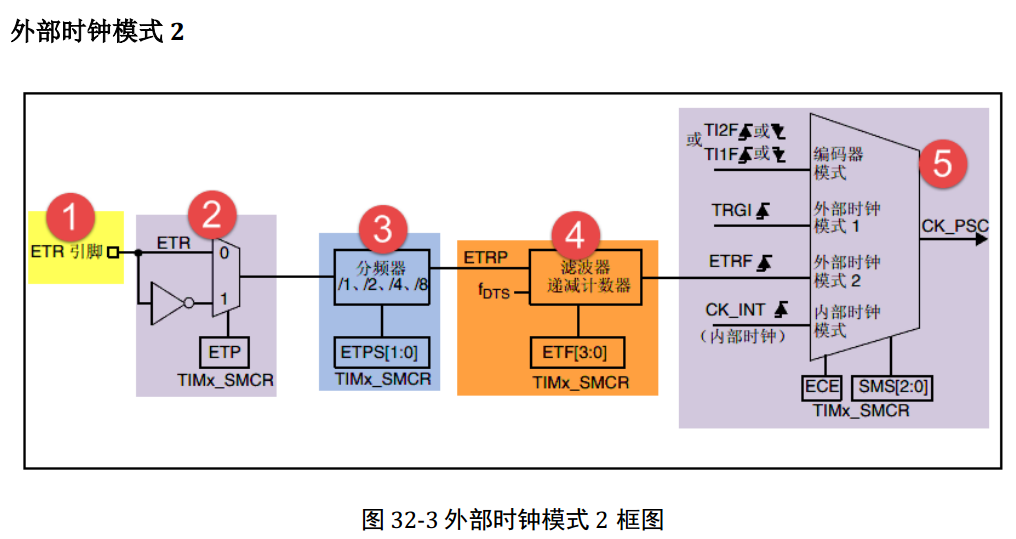 外部时钟模式 2
1
2
3
4
5
ETR 引脚
ETR
0
1
ETP
TIMx_SMCR
分频器
/1、/2、/4、/8
ETPS[1:0]
TIMx_SMCR
ETRP
fDTS
滤波器
递减计数器
ETF[3:0]
TIMx_SMCR
或
TI2F 或
TI1F 或
编码器
模式
TRGI
外部时钟
模式 1
ETRF
外部时钟
模式 2
CK_INT
（内部时钟）
内部时钟
模式
CK_PSC
ECE
SMS[2:0]
TIMx_SMCR
图 32-3 外部时钟模式 2 框图